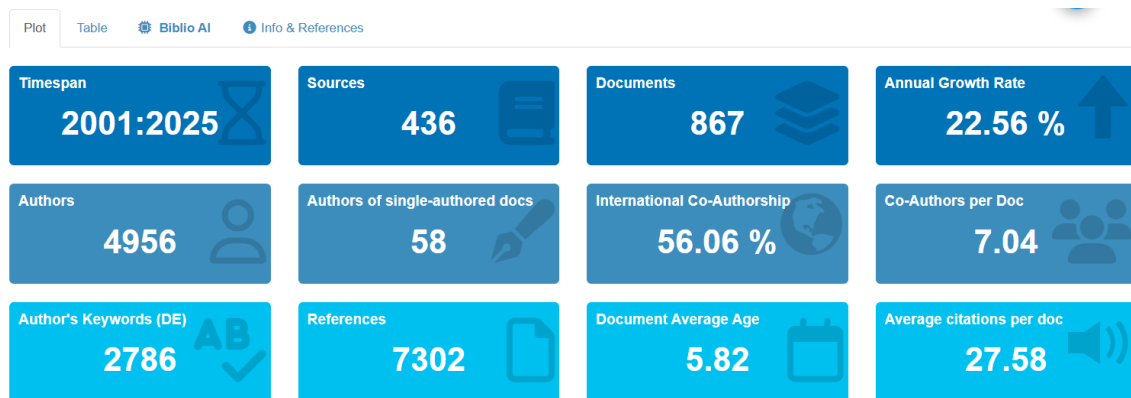 Plot Table Biblio AI Info & References
Timespan Sources Documents Annual Growth Rate
2001:2025 436 867 22.56 %
Authors Authors of single-authored docs International Co-Authorship Co-Authors per Doc
4956 58 56.06 % 7.04
Author's Keywords (DE) References Document Average Age Average citations per doc
2786 7302 5.82 27.58